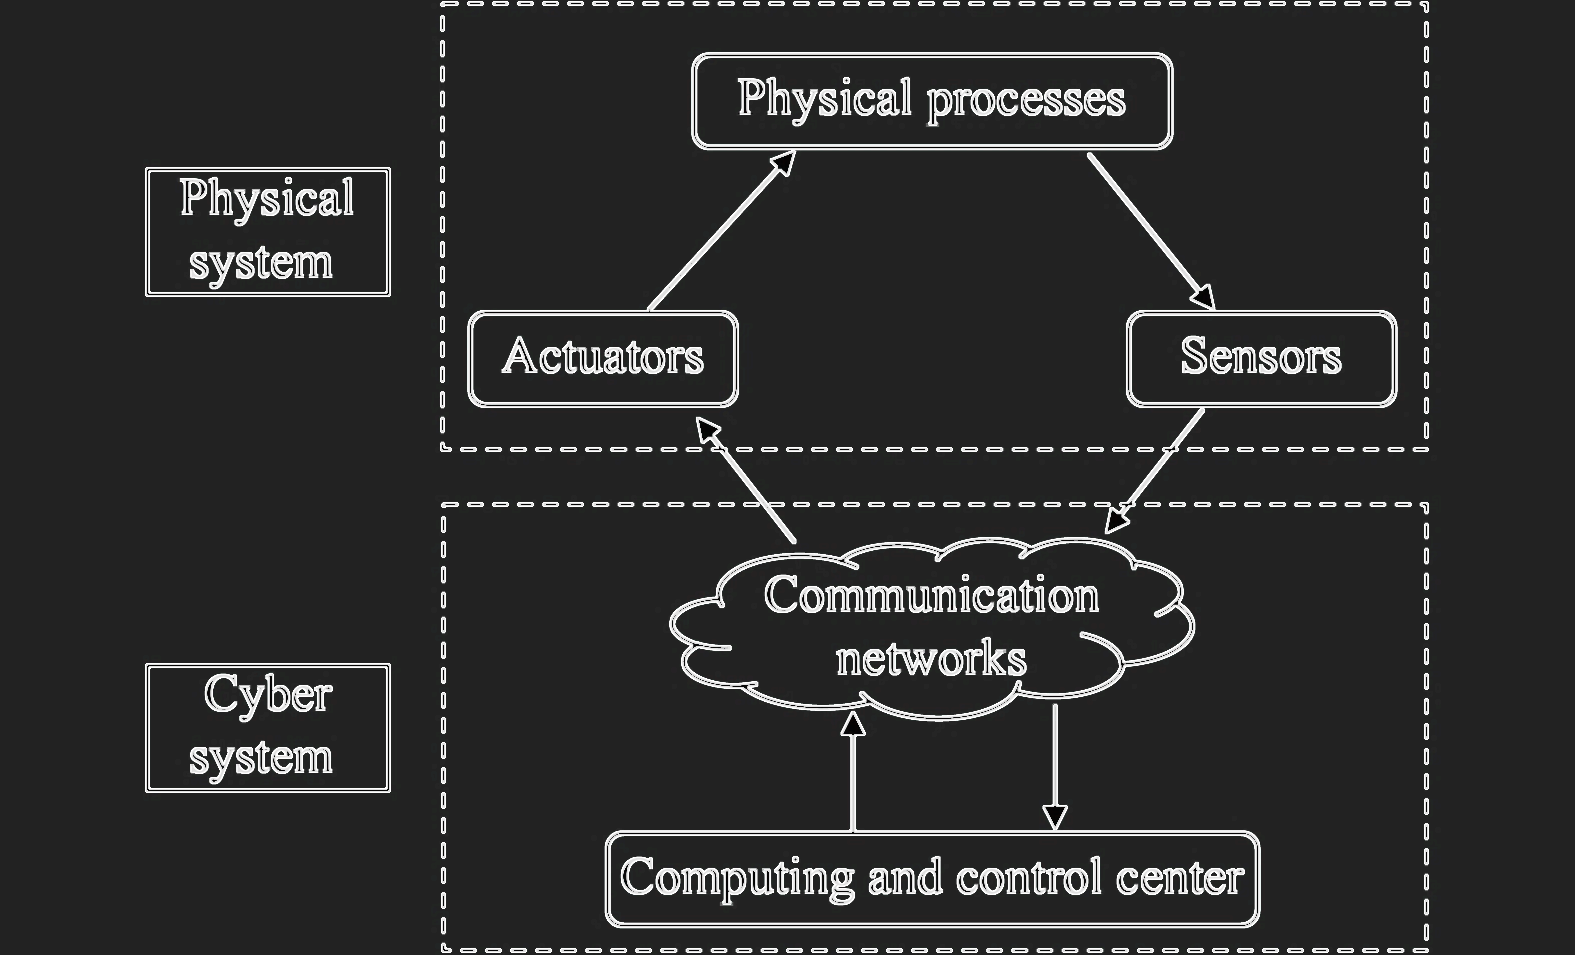 Physical processes
Physical
system
Actuators
Sensors
Communication
networks
Cyber
system
Computing and control center